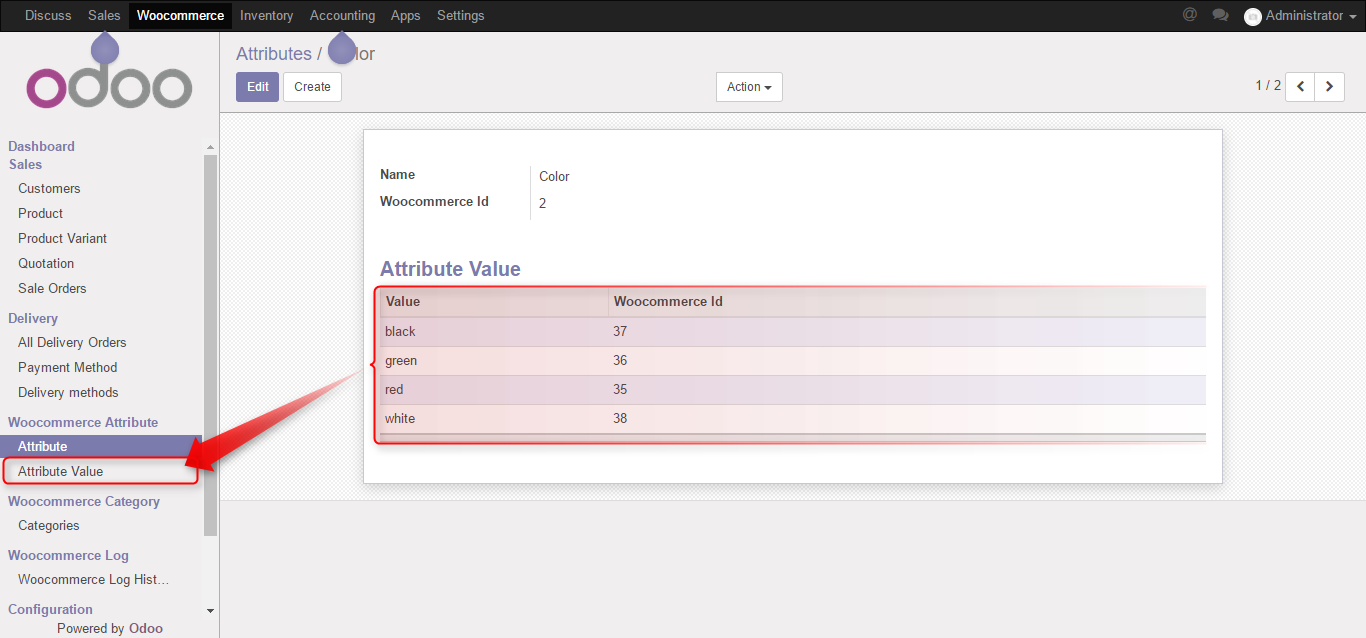 Discuss Sales Woocommerce Inventory Accounting Apps Settings @ Administrator
odoo
Attributes / lor
Edit Create Action 1 / 2
Dashboard
Sales
Customers
Product
Product Variant
Quotation
Sale Orders
Delivery
All Delivery Orders
Payment Method
Delivery methods
Woocommerce Attribute
Attribute
Attribute Value
Woocommerce Category
Categories
Woocommerce Log
Woocommerce Log Hist...
Configuration
Powered by Odoo
Name Color
Woocommerce Id 2
Attribute Value
Value Woocommerce Id
black 37
green 36
red 35
white 38